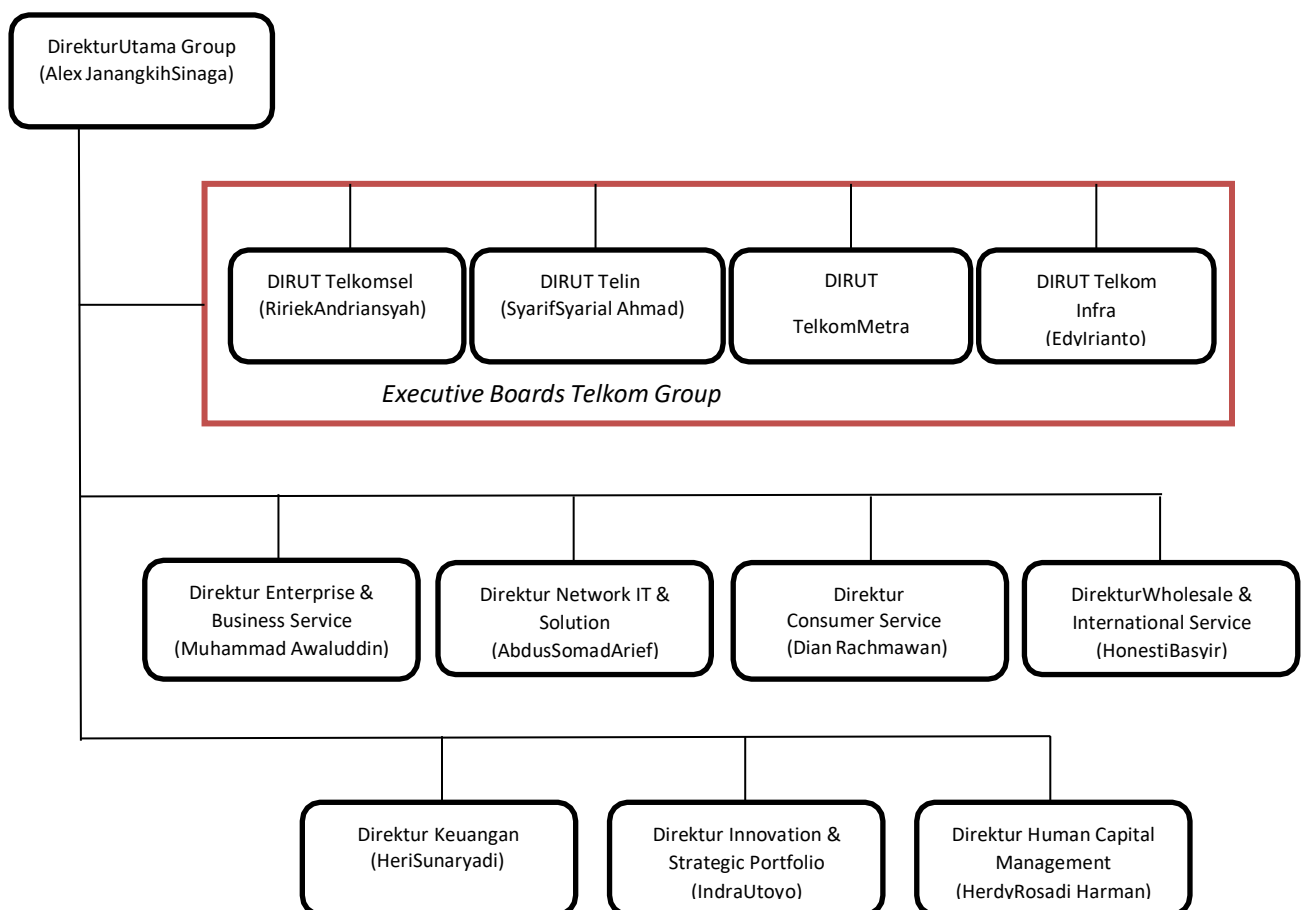 DirekturUtama Group
(Alex JanangkihSinaga)
DIRUT Telkomsel
(RiriekAndriansyah)
DIRUT Telin
(SyarifSyarial Ahmad)
DIRUT
TelkomMetra
DIRUT Telkom
Infra
(EdyIrianto)
Executive Boards Telkom Group
Direktur Enterprise &
Business Service
(Muhammad Awaluddin)
Direktur Network IT &
Solution
(AbdusSomadArief)
Direktur
Consumer Service
(Dian Rachmawan)
DirekturWholesale &
International Service
(HonestiBasyir)
Direktur Keuangan
(HeriSunaryadi)
Direktur Innovation &
Strategic Portfolio
(IndraUtoyo)
Direktur Human Capital
Management
(HerdyRosadi Harman)